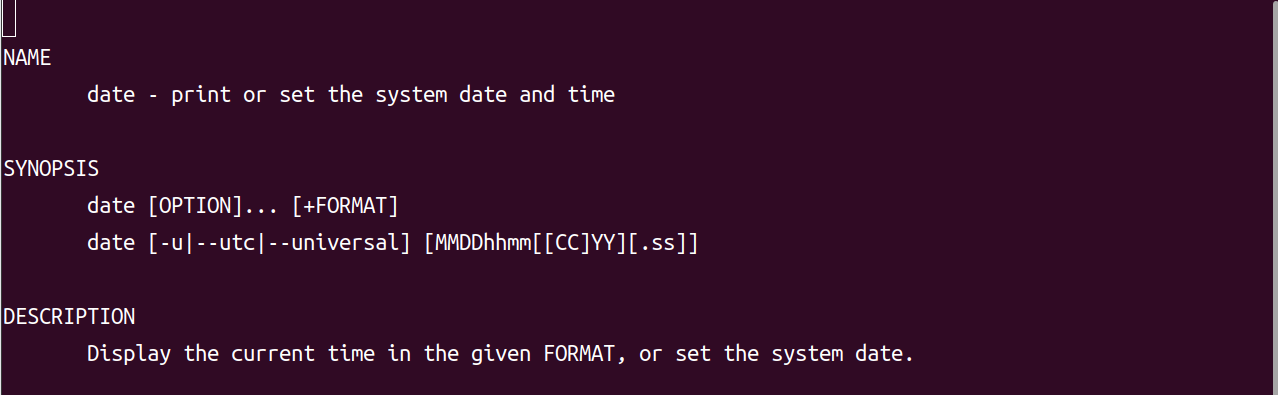 NAME
date - print or set the system date and time
SYNOPSIS
date [OPTION]... [+FORMAT]
date [-u|--utc|--universal] [MMDDhhmm[[CC]YY][.ss]]
DESCRIPTION
Display the current time in the given FORMAT, or set the system date.